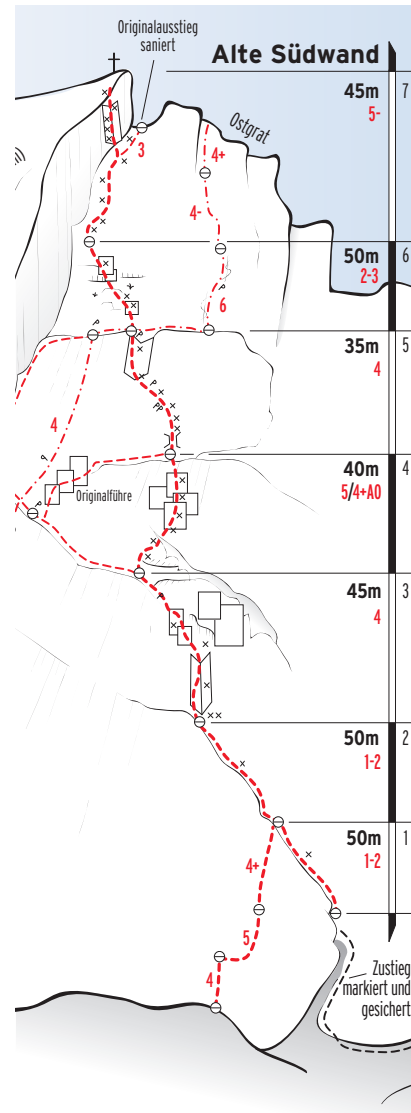 Originalausstieg
saniert
Alte Südwand
45m
7
5-
Ostgrat
3
4+
4-
50m
6
2-3
6
35m
5
4
4
40m
4
5/4+A0
Originalführe
45m
3
4
50m
2
1-2
50m
1
1-2
4+
5
4
Zustieg
markiert und
gesichert